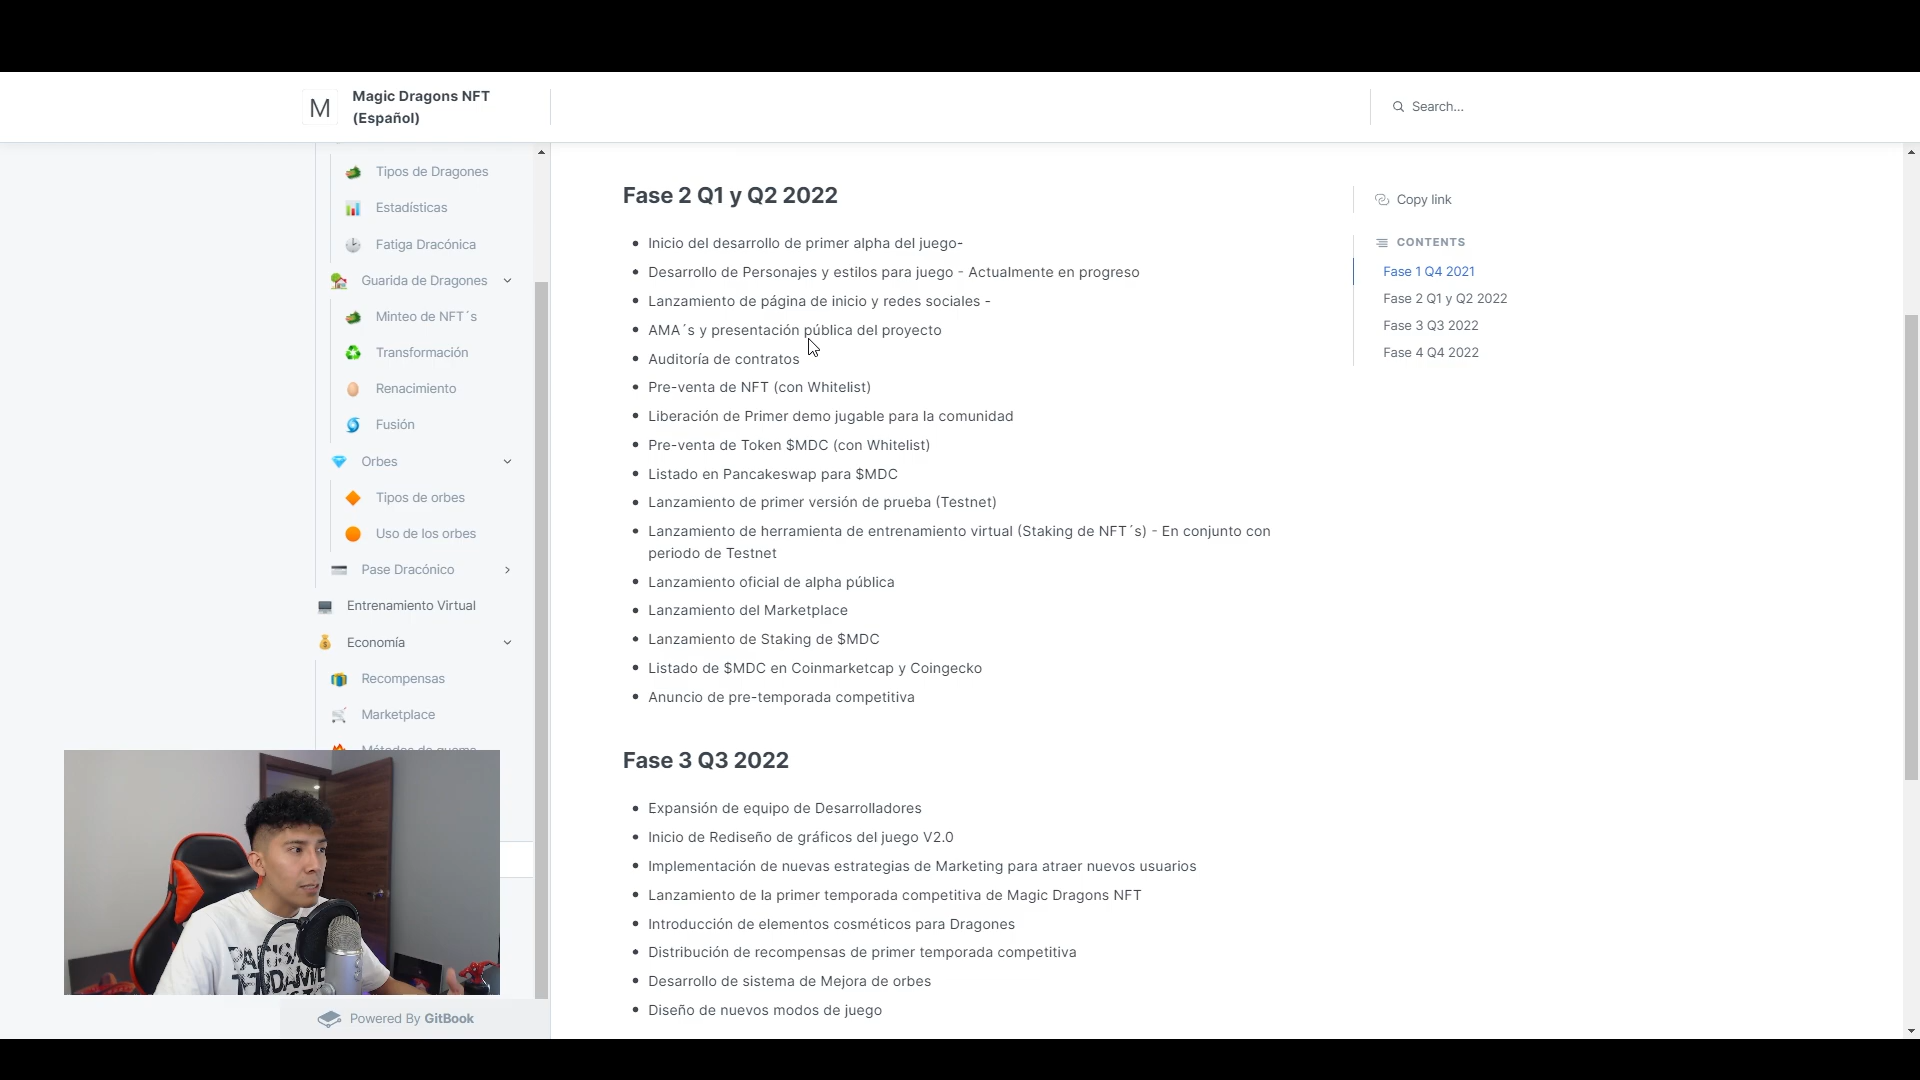 M
Magic Dragons NFT
(Español)
Search...
Tipos de Dragones
Estadísticas
Fatiga Dracónica
Guarida de Dragones
Minteo de NFT´s
Transformación
Renacimiento
Fusión
Orbes
Tipos de orbes
Uso de los orbes
Pase Dracónico
Entrenamiento Virtual
Economía
Recompensas
Marketplace
Métodos de quema
Powered By GitBook
Fase 2 Q1 y Q2 2022
Inicio del desarrollo de primer alpha del juego-
Desarrollo de Personajes y estilos para juego - Actualmente en progreso
Lanzamiento de página de inicio y redes sociales -
AMA´s y presentación pública del proyecto
Auditoría de contratos
Pre-venta de NFT (con Whitelist)
Liberación de Primer demo jugable para la comunidad
Pre-venta de Token $MDC (con Whitelist)
Listado en Pancakeswap para $MDC
Lanzamiento de primer versión de prueba (Testnet)
Lanzamiento de herramienta de entrenamiento virtual (Staking de NFT´s) - En conjunto con
periodo de Testnet
Lanzamiento oficial de alpha pública
Lanzamiento del Marketplace
Lanzamiento de Staking de $MDC
Listado de $MDC en Coinmarketcap y Coingecko
Anuncio de pre-temporada competitiva
Fase 3 Q3 2022
Expansión de equipo de Desarrolladores
Inicio de Rediseño de gráficos del juego V2.0
Implementación de nuevas estrategias de Marketing para atraer nuevos usuarios
Lanzamiento de la primer temporada competitiva de Magic Dragons NFT
Introducción de elementos cosméticos para Dragones
Distribución de recompensas de primer temporada competitiva
Desarrollo de sistema de Mejora de orbes
Diseño de nuevos modos de juego
Copy link
CONTENTS
Fase 1 Q4 2021
Fase 2 Q1 y Q2 2022
Fase 3 Q3 2022
Fase 4 Q4 2022